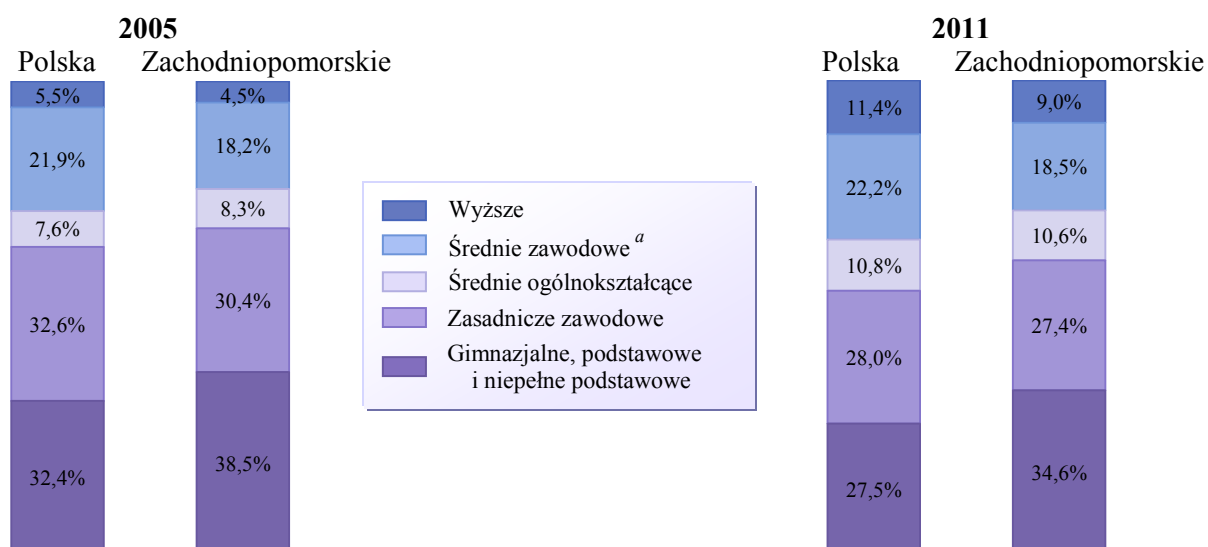 2005
Polska
Zachodniopomorskie
5,5%
21,9%
7,6%
32,6%
32,4%
4,5%
18,2%
8,3%
30,4%
38,5%
Wyższe
Średnie zawodowe a
Średnie ogólnokształcące
Zasadnicze zawodowe
Gimnazjalne, podstawowe
i niepełne podstawowe
2011
Polska
Zachodniopomorskie
11,4%
22,2%
10,8%
28,0%
27,5%
9,0%
18,5%
10,6%
27,4%
34,6%